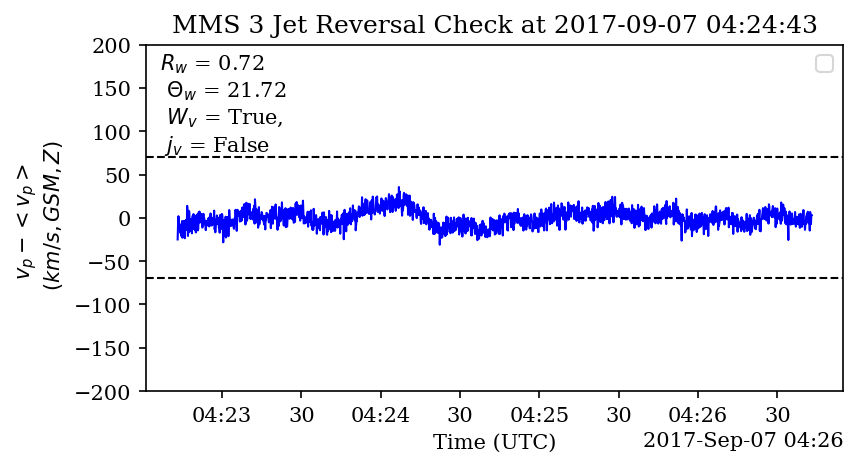 MMS 3 Jet Reversal Check at 2017-09-07 04:24:43
R_w = 0.72
Θ_w = 21.72
W_v = True,
j_v = False
200
150
100
50
0
−50
−100
−150
−200
v_p − < v_p >
(km/s, GSM, Z)
04:23 30 04:24 30 04:25 30 04:26 30
Time (UTC) 2017-Sep-07 04:26